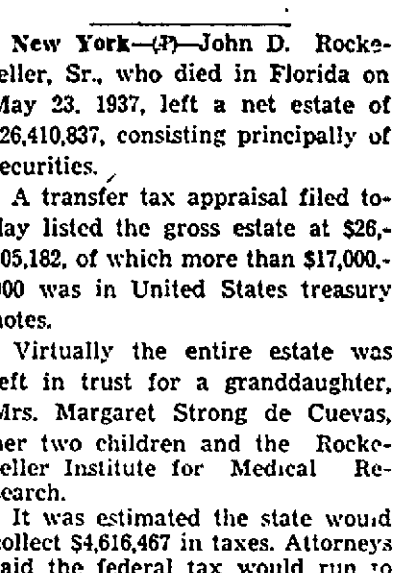 New York—(P)—John D. Rocke-
eller, Sr., who died in Florida on
May 23. 1937, left a net estate of
26,410,837, consisting principally of
ecurities.
A transfer tax appraisal filed to-
day listed the gross estate at $26,-
05,182, of which more than $17,000,-
000 was in United States treasury
notes.
Virtually the entire estate was
eft in trust for a granddaughter,
Mrs. Margaret Strong de Cuevas,
her two children and the Rocke-
eller Institute for Medical Re-
earch.
It was estimated the state would
collect $4,616,467 in taxes. Attorneys
said the federal tax would run to